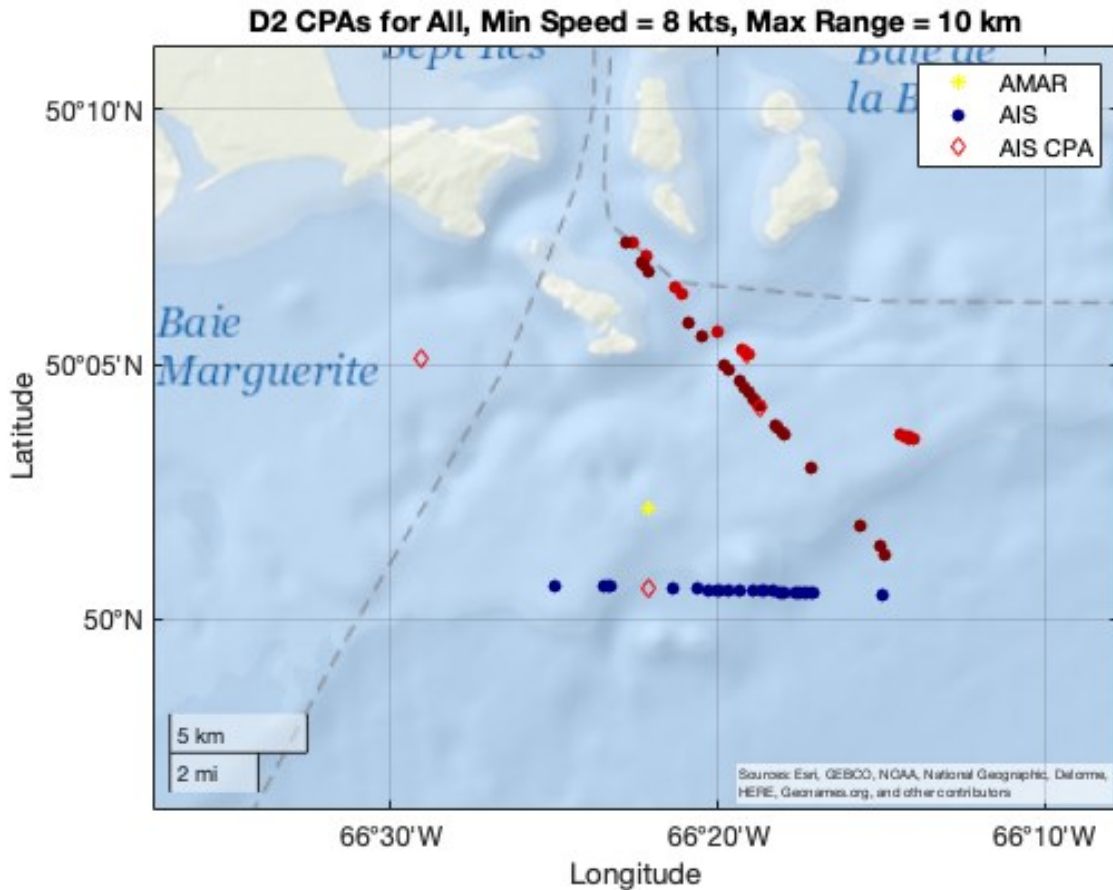 D2 CPAs for All, Min Speed = 8 kts, Max Range = 10 km
Sept Iles
Baie de
la B
AMAR
AIS
AIS CPA
50°10'N
Baie
Marguerite
50°05'N
Latitude
50°N
5 km
2 mi
Sources: Esri, GEBCO, NOAA, National Geographic, Delorme,
HERE, Geonames.org, and other contributors
66°30'W
66°20'W
66°10'W
Longitude